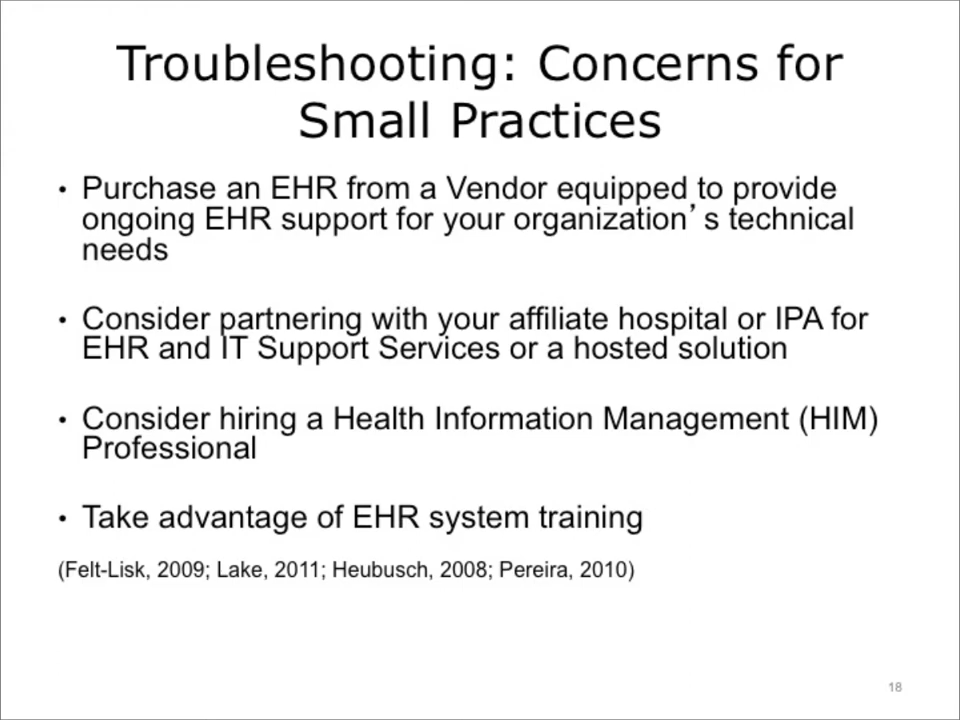 Troubleshooting: Concerns for
Small Practices
• Purchase an EHR from a Vendor equipped to provide
ongoing EHR support for your organization’s technical
needs
• Consider partnering with your affiliate hospital or IPA for
EHR and IT Support Services or a hosted solution
• Consider hiring a Health Information Management (HIM)
Professional
• Take advantage of EHR system training
(Felt-Lisk, 2009; Lake, 2011; Heubusch, 2008; Pereira, 2010)
18